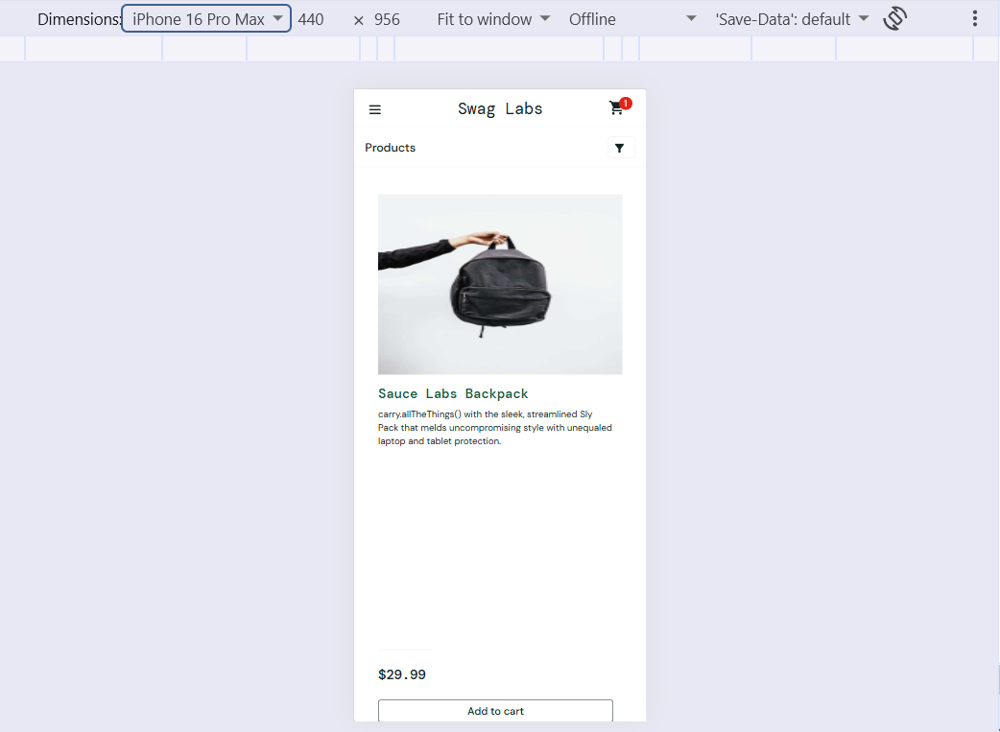 Dimensions: iPhone 16 Pro Max 440 × 956 Fit to window Offline 'Save-Data': default
Swag Labs 1
Products
Sauce Labs Backpack
carry.allTheThings() with the sleek, streamlined Sly
Pack that melds uncompromising style with unequaled
laptop and tablet protection.
$29.99
Add to cart